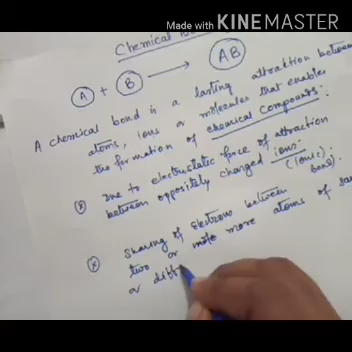 Made with KINEMASTER
Chemical
A + B → AB
A chemical bond is a lasting attraction between
atoms, ions or molecules that enables
the formation of chemical compounds:
Due to electrostatic force of attraction
between oppositely charged ions
(ionic
bond).
Sharing of electrons between
two or more atoms of
or diff